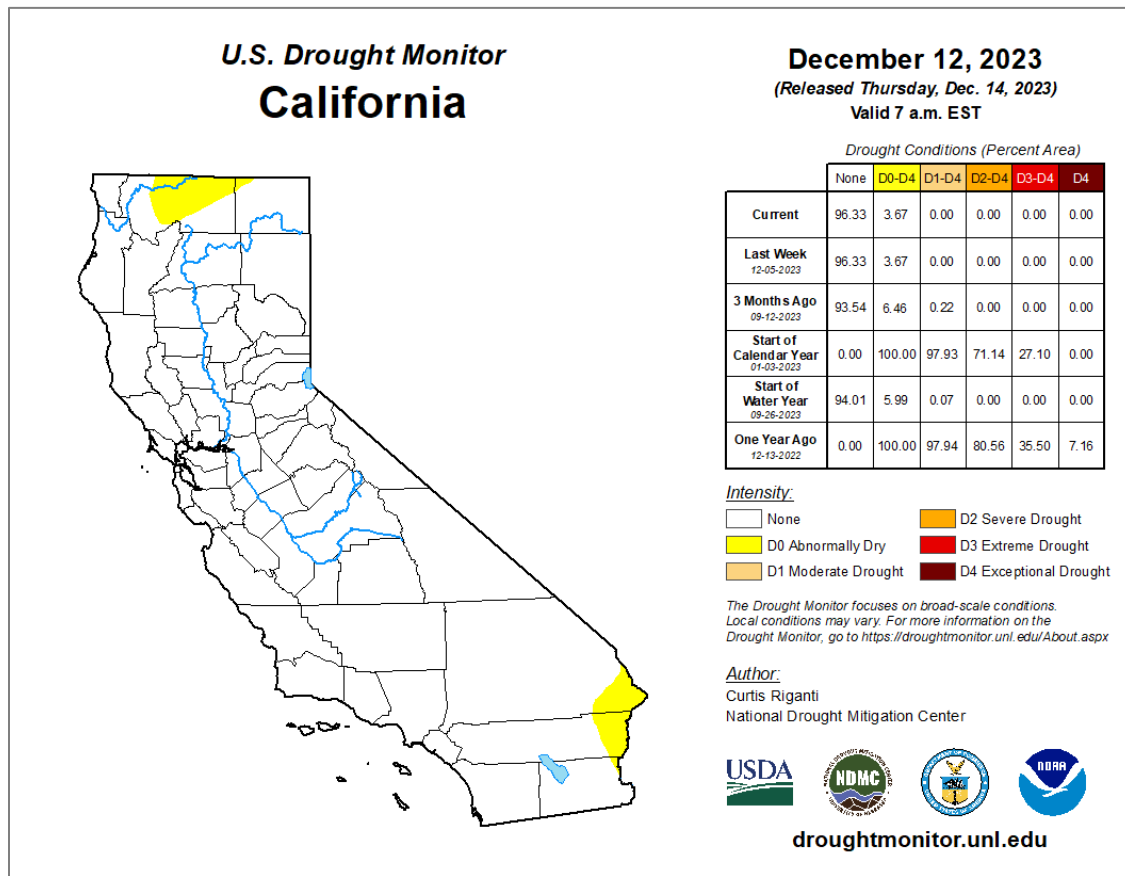 U.S. Drought Monitor
California
December 12, 2023
(Released Thursday, Dec. 14, 2023)
Valid 7 a.m. EST
Drought Conditions (Percent Area)
None D0-D4 D1-D4 D2-D4 D3-D4 D4
Current 96.33 3.67 0.00 0.00 0.00 0.00
Last Week
12-05-2023 96.33 3.67 0.00 0.00 0.00 0.00
3 Months Ago
09-12-2023 93.54 6.46 0.22 0.00 0.00 0.00
Start of
Calendar Year
01-03-2023 0.00 100.00 97.93 71.14 27.10 0.00
Start of
Water Year
09-26-2023 94.01 5.99 0.07 0.00 0.00 0.00
One Year Ago
12-13-2022 0.00 100.00 97.94 80.56 35.50 7.16
Intensity:
None
D0 Abnormally Dry
D1 Moderate Drought
D2 Severe Drought
D3 Extreme Drought
D4 Exceptional Drought
The Drought Monitor focuses on broad-scale conditions.
Local conditions may vary. For more information on the
Drought Monitor, go to https://droughtmonitor.unl.edu/About.aspx
Author:
Curtis Riganti
National Drought Mitigation Center
USDA
NDMC
NOAA
droughtmonitor.unl.edu